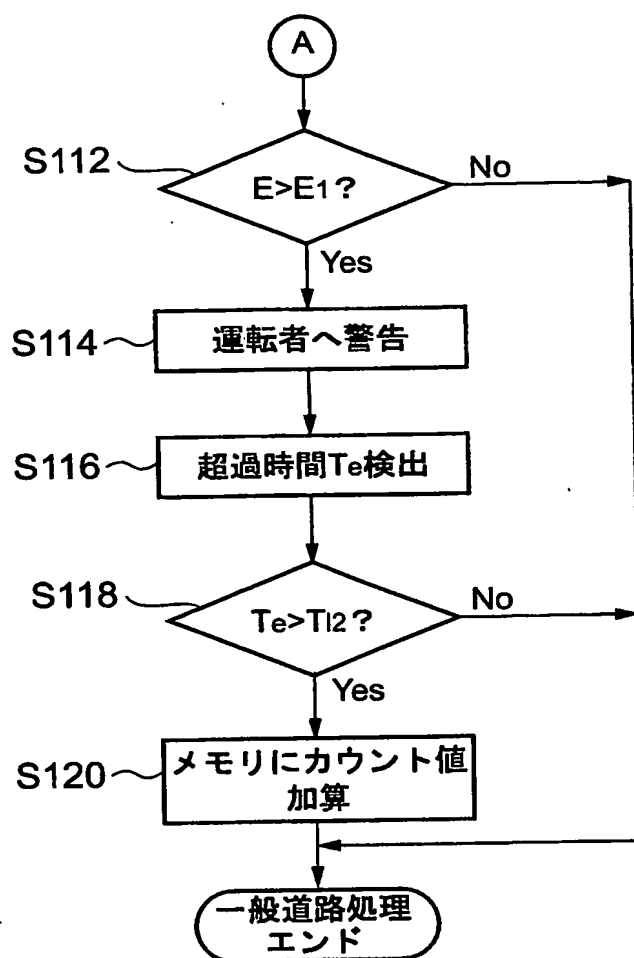 A
S112
E>E1?
No
Yes
S114
運転者へ警告
S116
超過時間Te検出
S118
Te>Tl2?
No
Yes
S120
メモリにカウント値
加算
一般道路処理
エンド